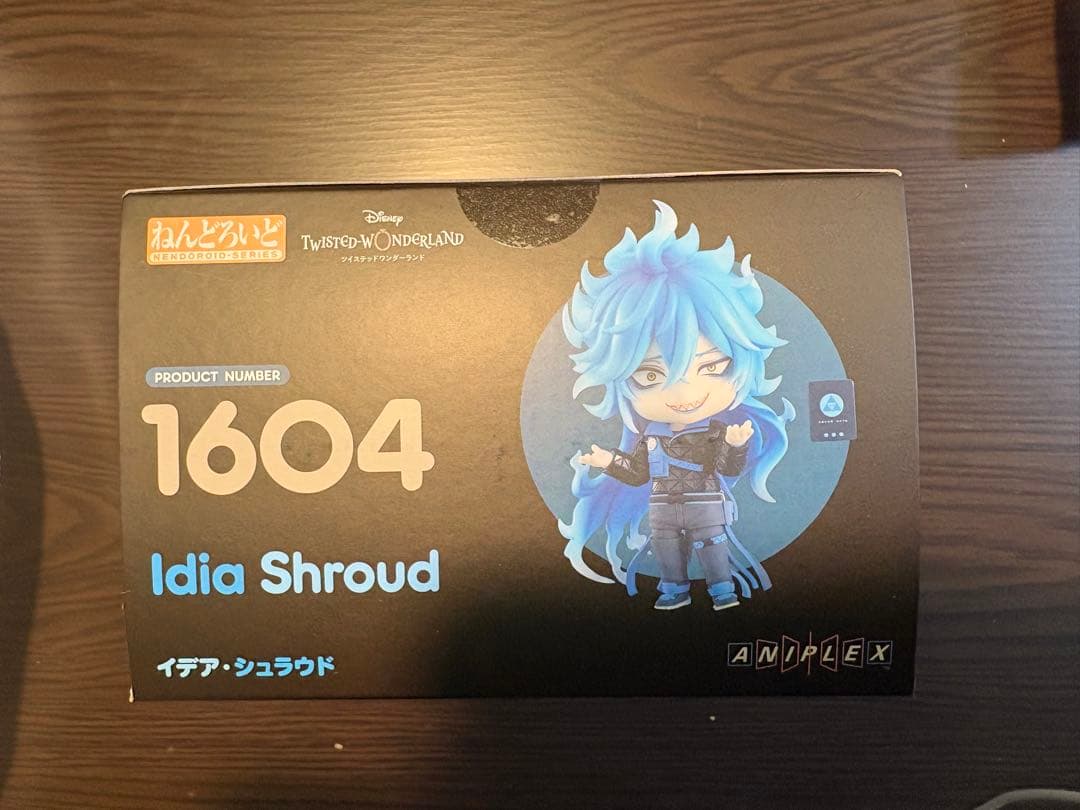 ねんどろいど
NENDOROID-SERIES
Disney
TWISTED-WONDERLAND
ツイステッドワンダーランド
PRODUCT NUMBER
1604
Idia Shroud
イデア・シュラウド
ANIPLEX